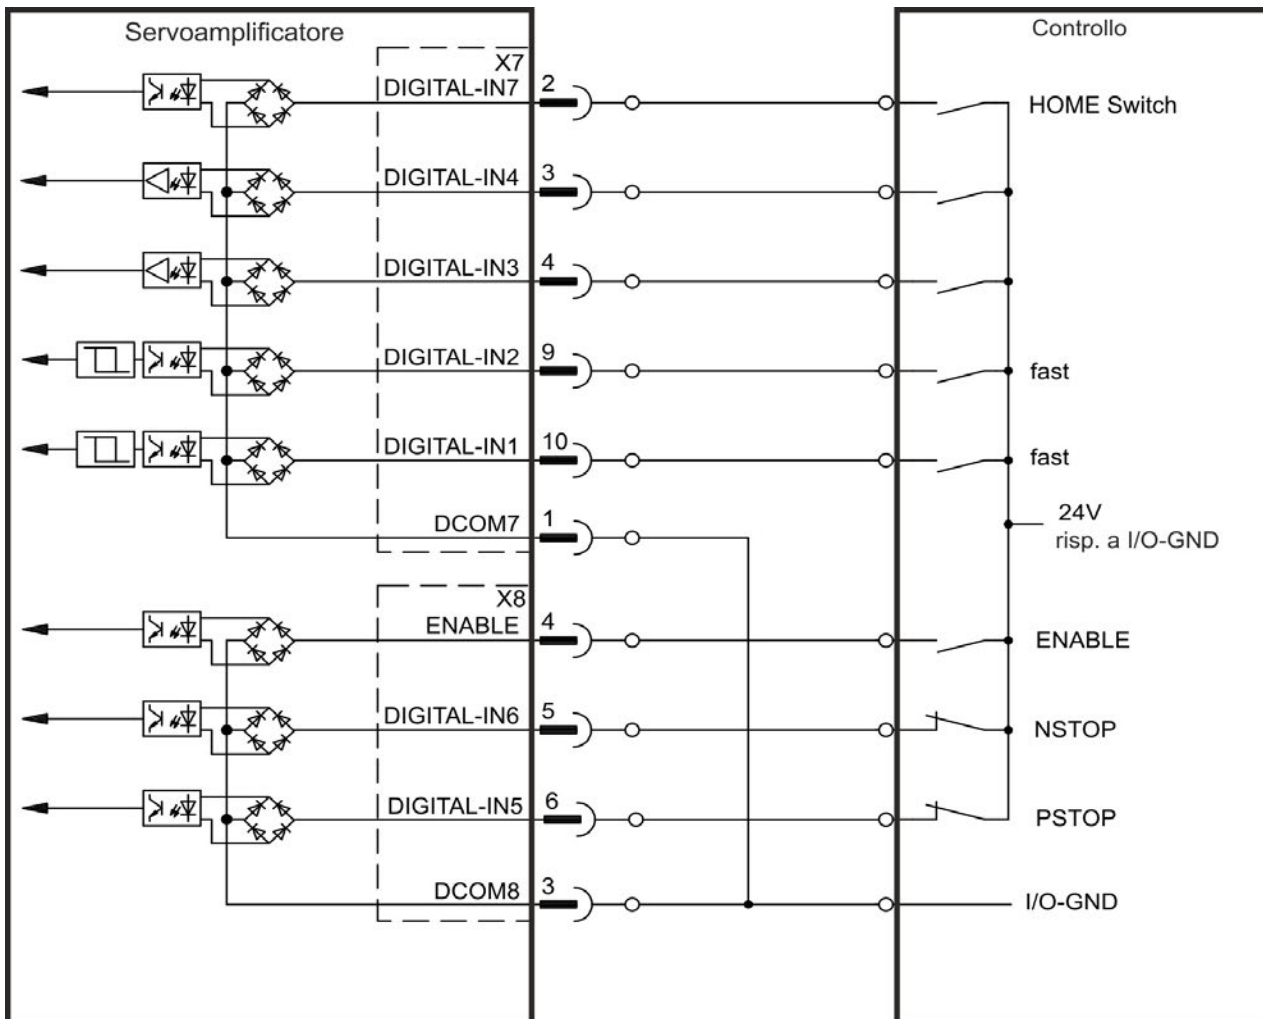 Servoamplificatore
Controllo
X7
DIGITAL-IN7 2 HOME Switch
DIGITAL-IN4 3
DIGITAL-IN3 4
DIGITAL-IN2 9 fast
DIGITAL-IN1 10 fast
DCOM7 1
24V
risp. a I/O-GND
X8
ENABLE 4 ENABLE
DIGITAL-IN6 5 NSTOP
DIGITAL-IN5 6 PSTOP
DCOM8 3 I/O-GND